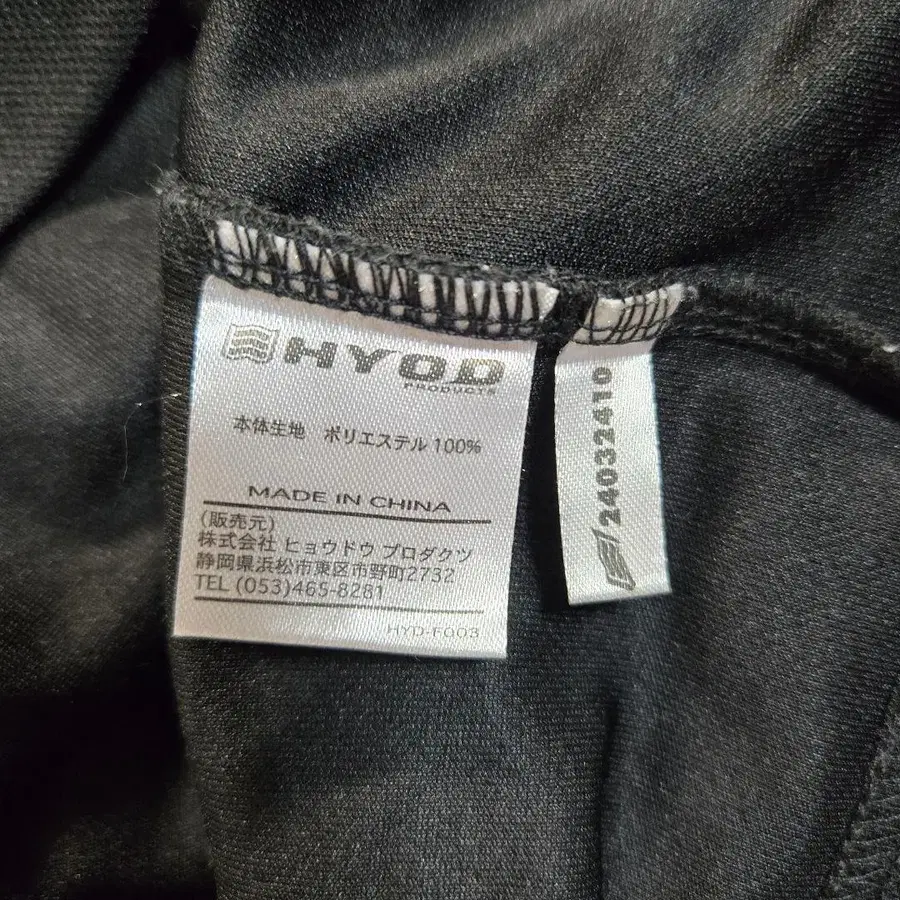 HYOD
PRODUCTS
本体生地 ポリエステル 100%
MADE IN CHINA
(販売元)
株式会社 ヒョウドウ プロダクツ
静岡県浜松市東区市野町2732
TEL (053)465-8281
HYD-F003
/24032410